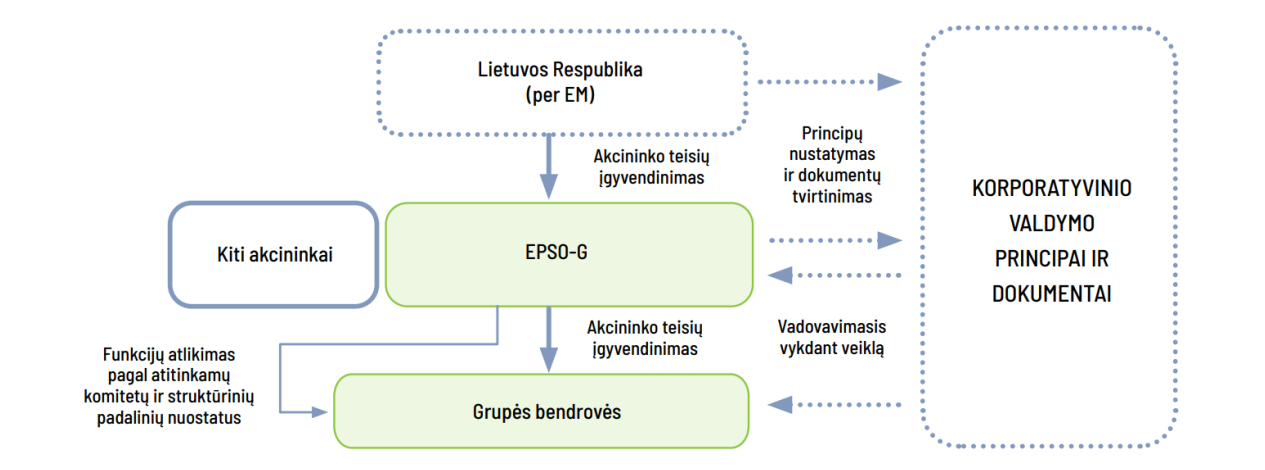 Lietuvos Respublika
(per EM)
Akcininko teisių
įgyvendinimas
Principų
nustatymas
ir dokumentų
tvirtinimas
KORPORATYVINIO
VALDYMO
PRINCIPAI IR
DOKUMENTAI
Kiti akcininkai
EPSO-G
Akcininko teisių
įgyvendinimas
Vadovavimasis
vykdant veiklą
Funkcijų atlikimas
pagal atitinkamų
komitetų ir struktūrinių
padalinių nuostatus
Grupės bendrovės